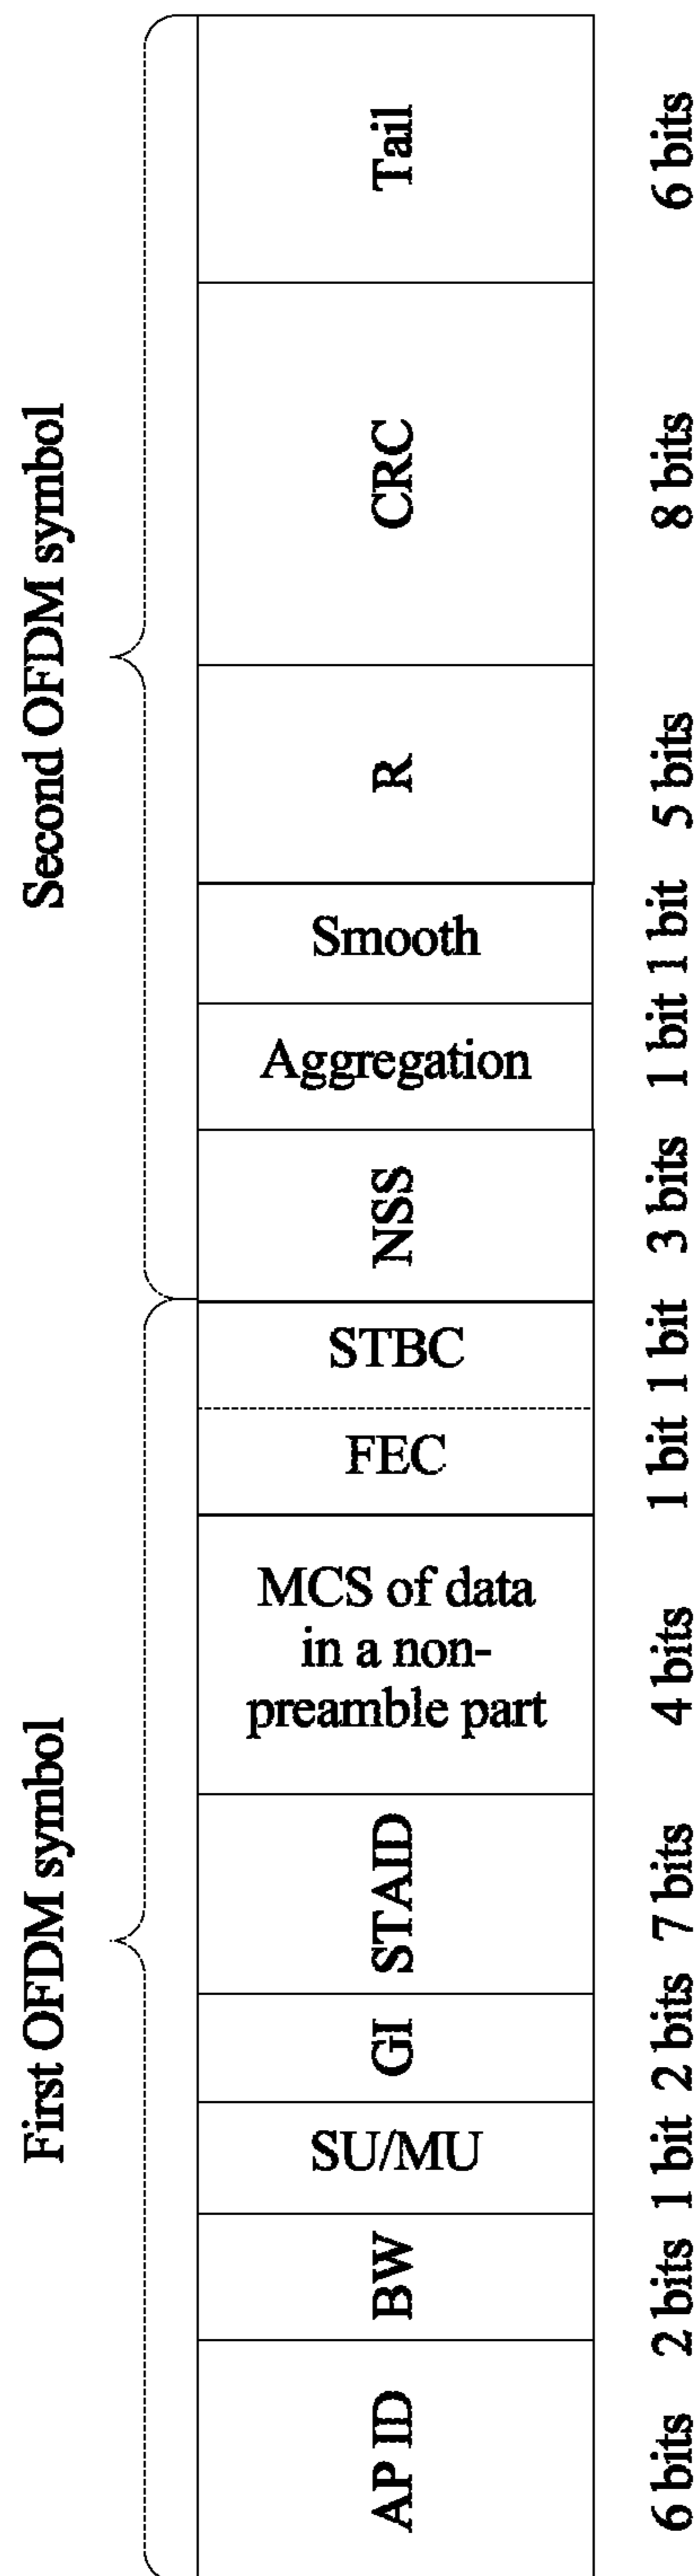 First OFDM symbol
Second OFDM symbol
AP ID
BW
SU/MU
GI
STAID
MCS of data
in a non-
preamble part
FEC
STBC
NSS
Aggregation
Smooth
R
CRC
Tail
6 bits
2 bits
1 bit
2 bits
7 bits
4 bits
1 bit
1 bit
3 bits
1 bit
1 bit
5 bits
8 bits
6 bits